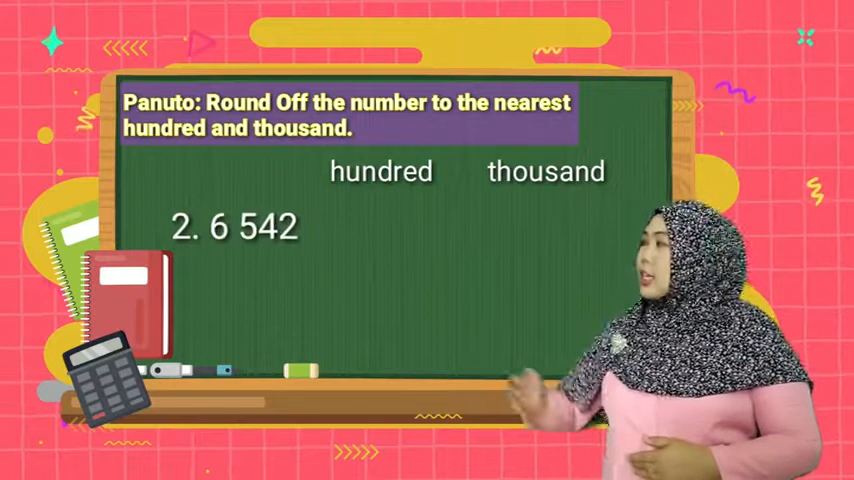 Panuto: Round Off the number to the nearest
hundred and thousand.
hundred thousand
2. 6 542